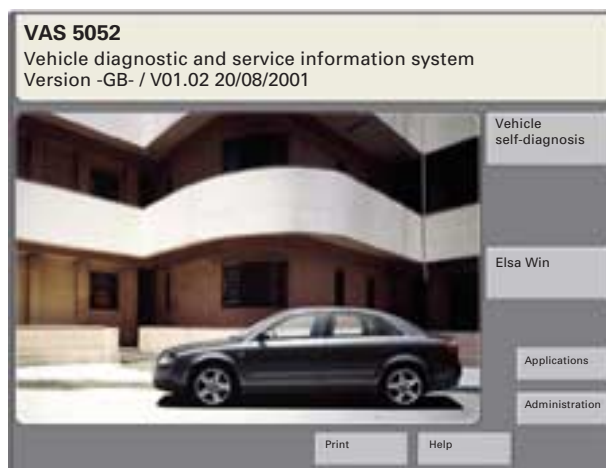 VAS 5052
Vehicle diagnostic and service information system
Version -GB- / V01.02 20/08/2001
Vehicle
self-diagnosis
Elsa Win
Applications
Administration
Print
Help